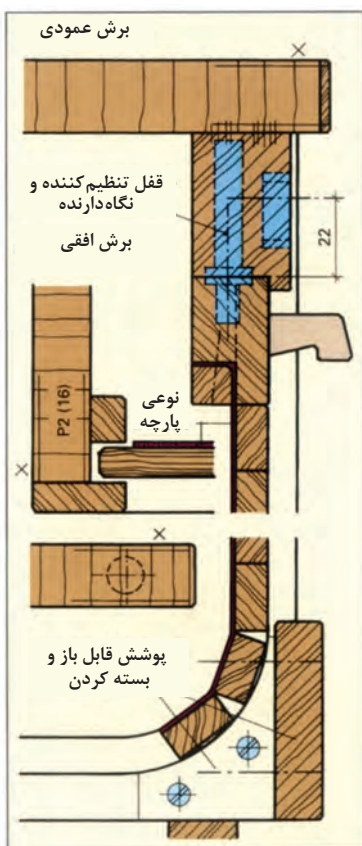 برش عمودی
قفل تنظیم‌کننده و
نگاه‌دارنده
برش افقی
22
P2 (16)
نوعی
پارچه
پوشش قابل باز و
بسته کردن